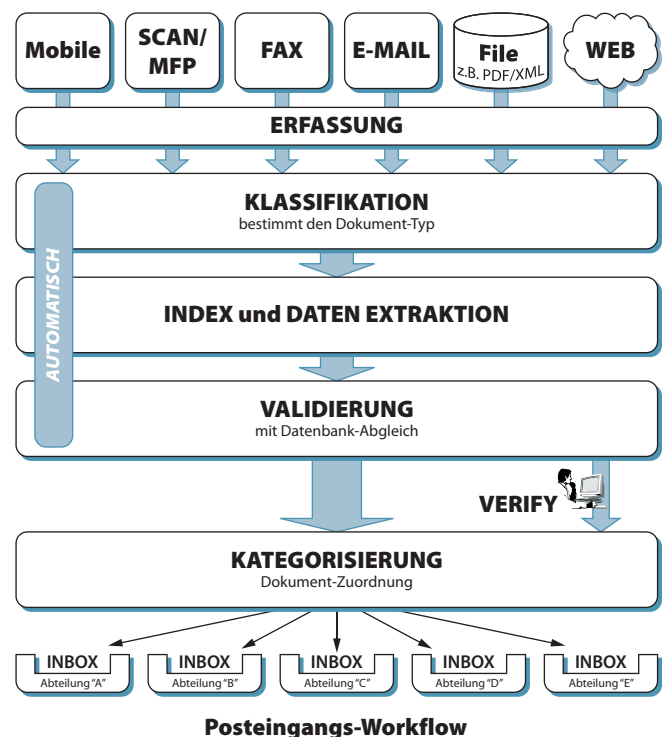 Mobile
SCAN/
MFP
FAX
E-MAIL
File
z.B. PDF/XML
WEB
ERFASSUNG
AUTOMATISCH
KLASSIFIKATION
bestimmt den Dokument-Typ
INDEX und DATEN EXTRAKTION
VALIDIERUNG
mit Datenbank-Abgleich
VERIFY
KATEGORISIERUNG
Dokument-Zuordnung
INBOX
Abteilung "A"
INBOX
Abteilung "B"
INBOX
Abteilung "C"
INBOX
Abteilung "D"
INBOX
Abteilung "E"
Posteingangs-Workflow